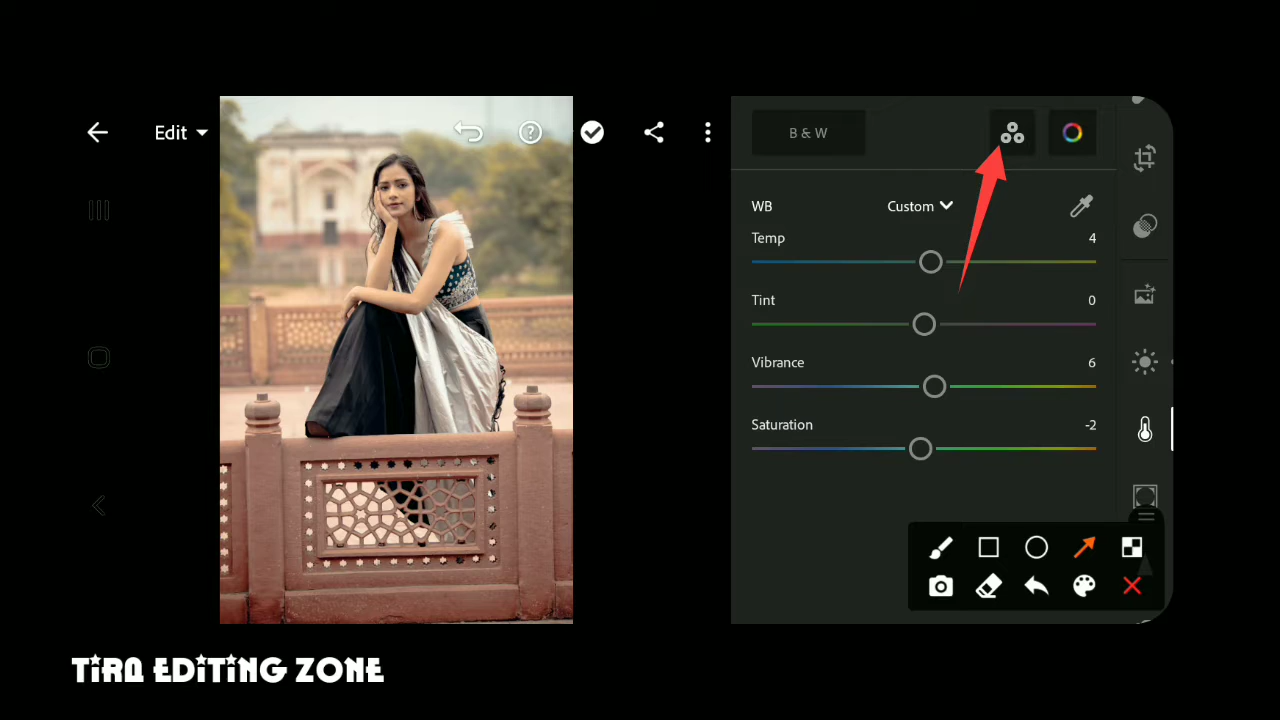 Edit
B & W
WB Custom
Temp 4
Tint 0
Vibrance 6
Saturation -2
TiRA EDiTiNG ZONE